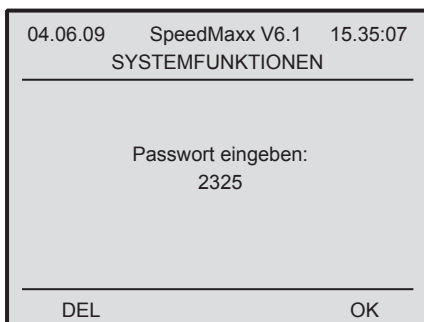 04.06.09 SpeedMaxx V6.1 15.35:07
SYSTEMFUNKTIONEN
Passwort eingeben:
2325
DEL OK